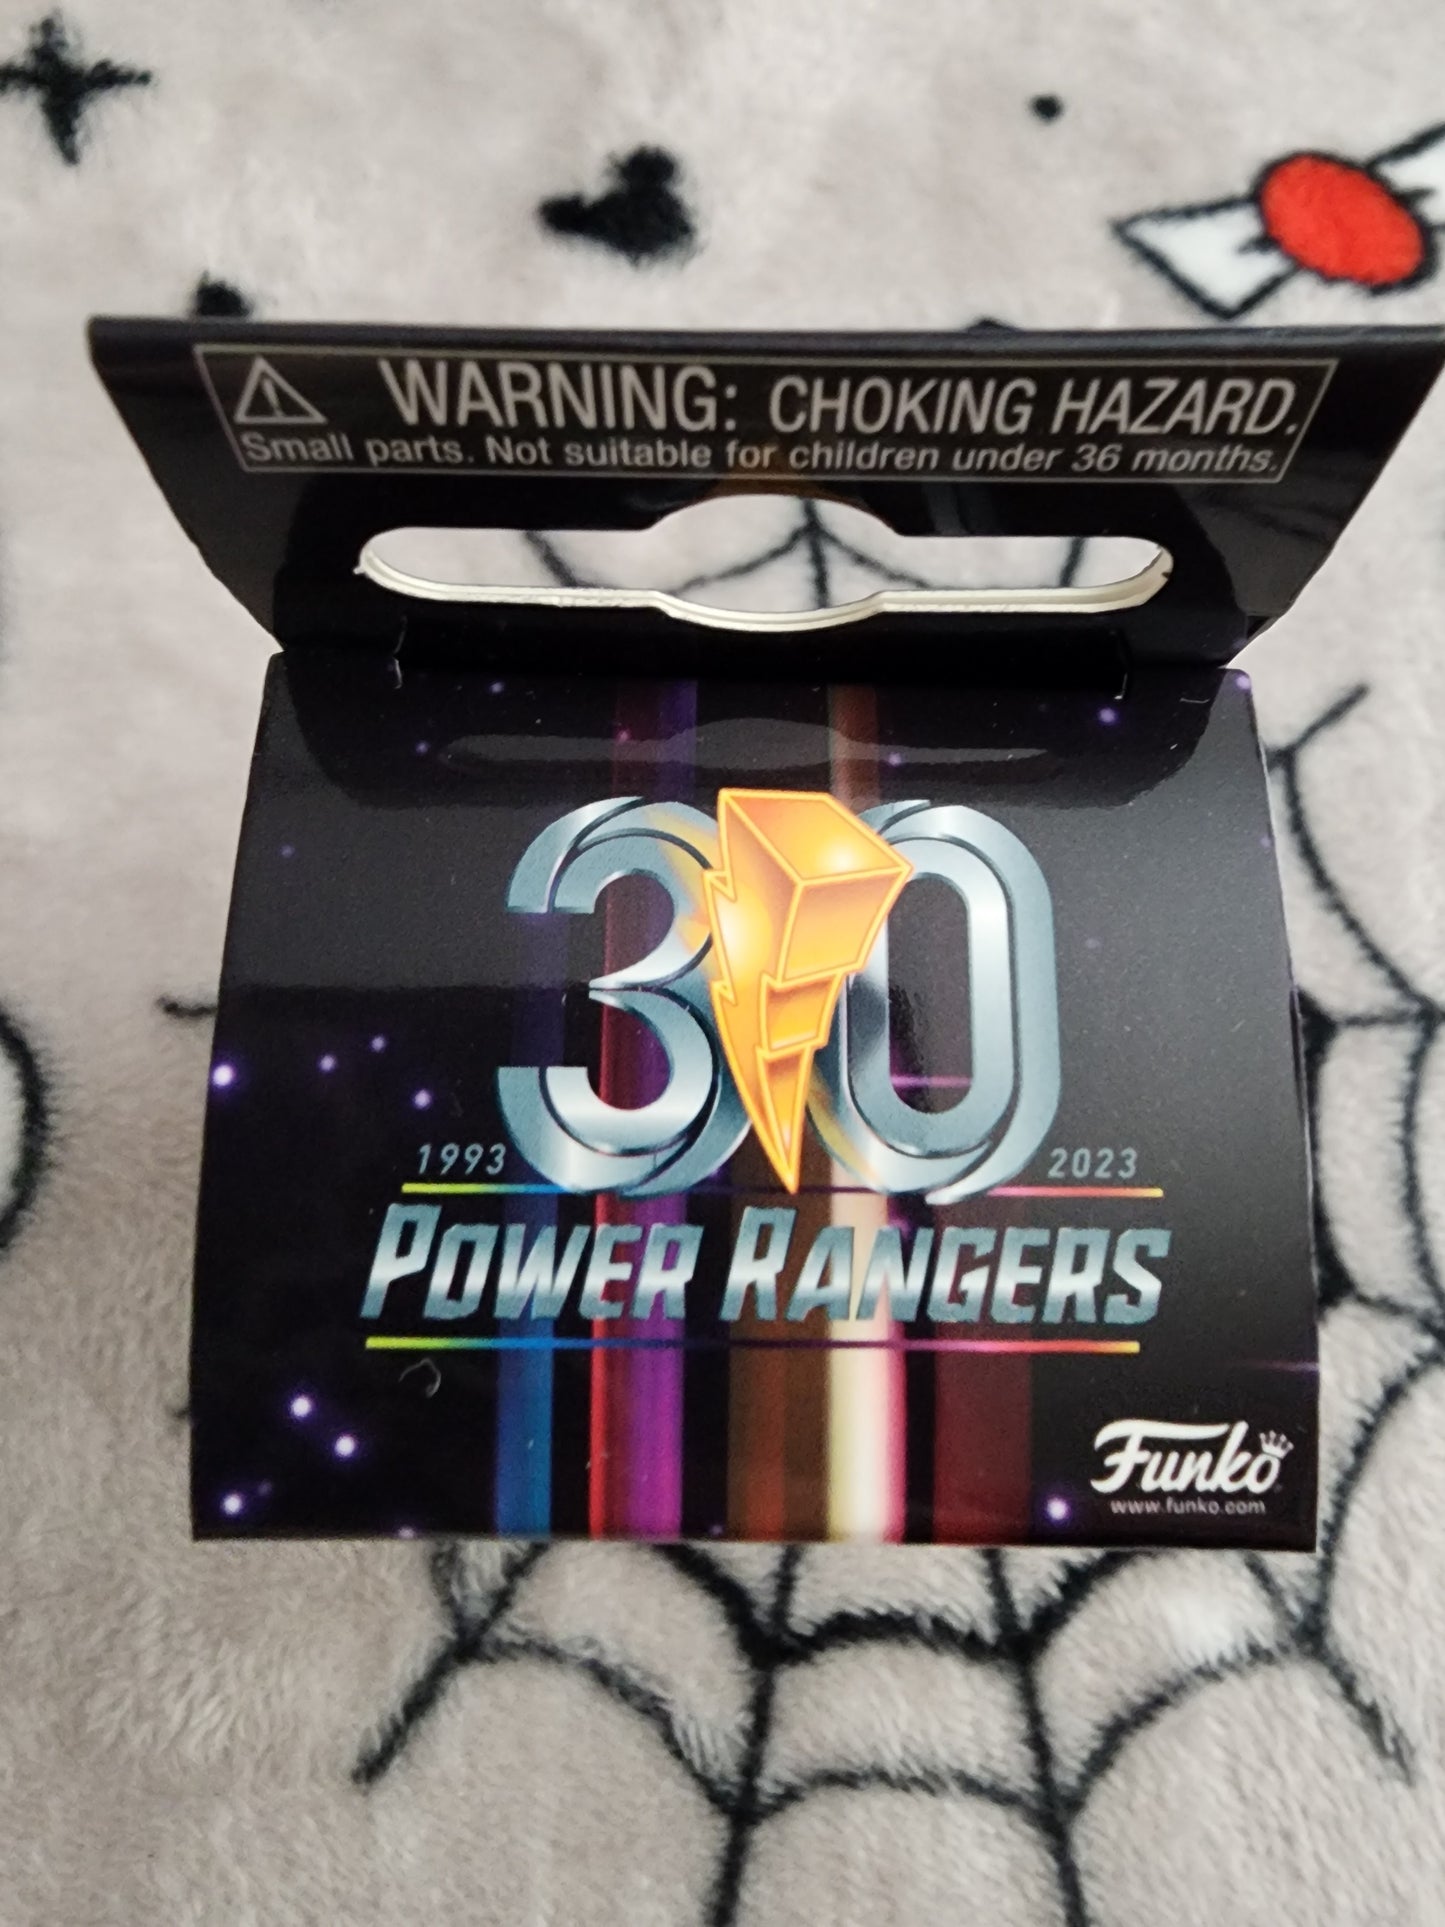 WARNING: CHOKING HAZARD.
Small parts. Not suitable for children under 36 months.
30
1993 2023
POWER RANGERS
Funko
www.funko.com